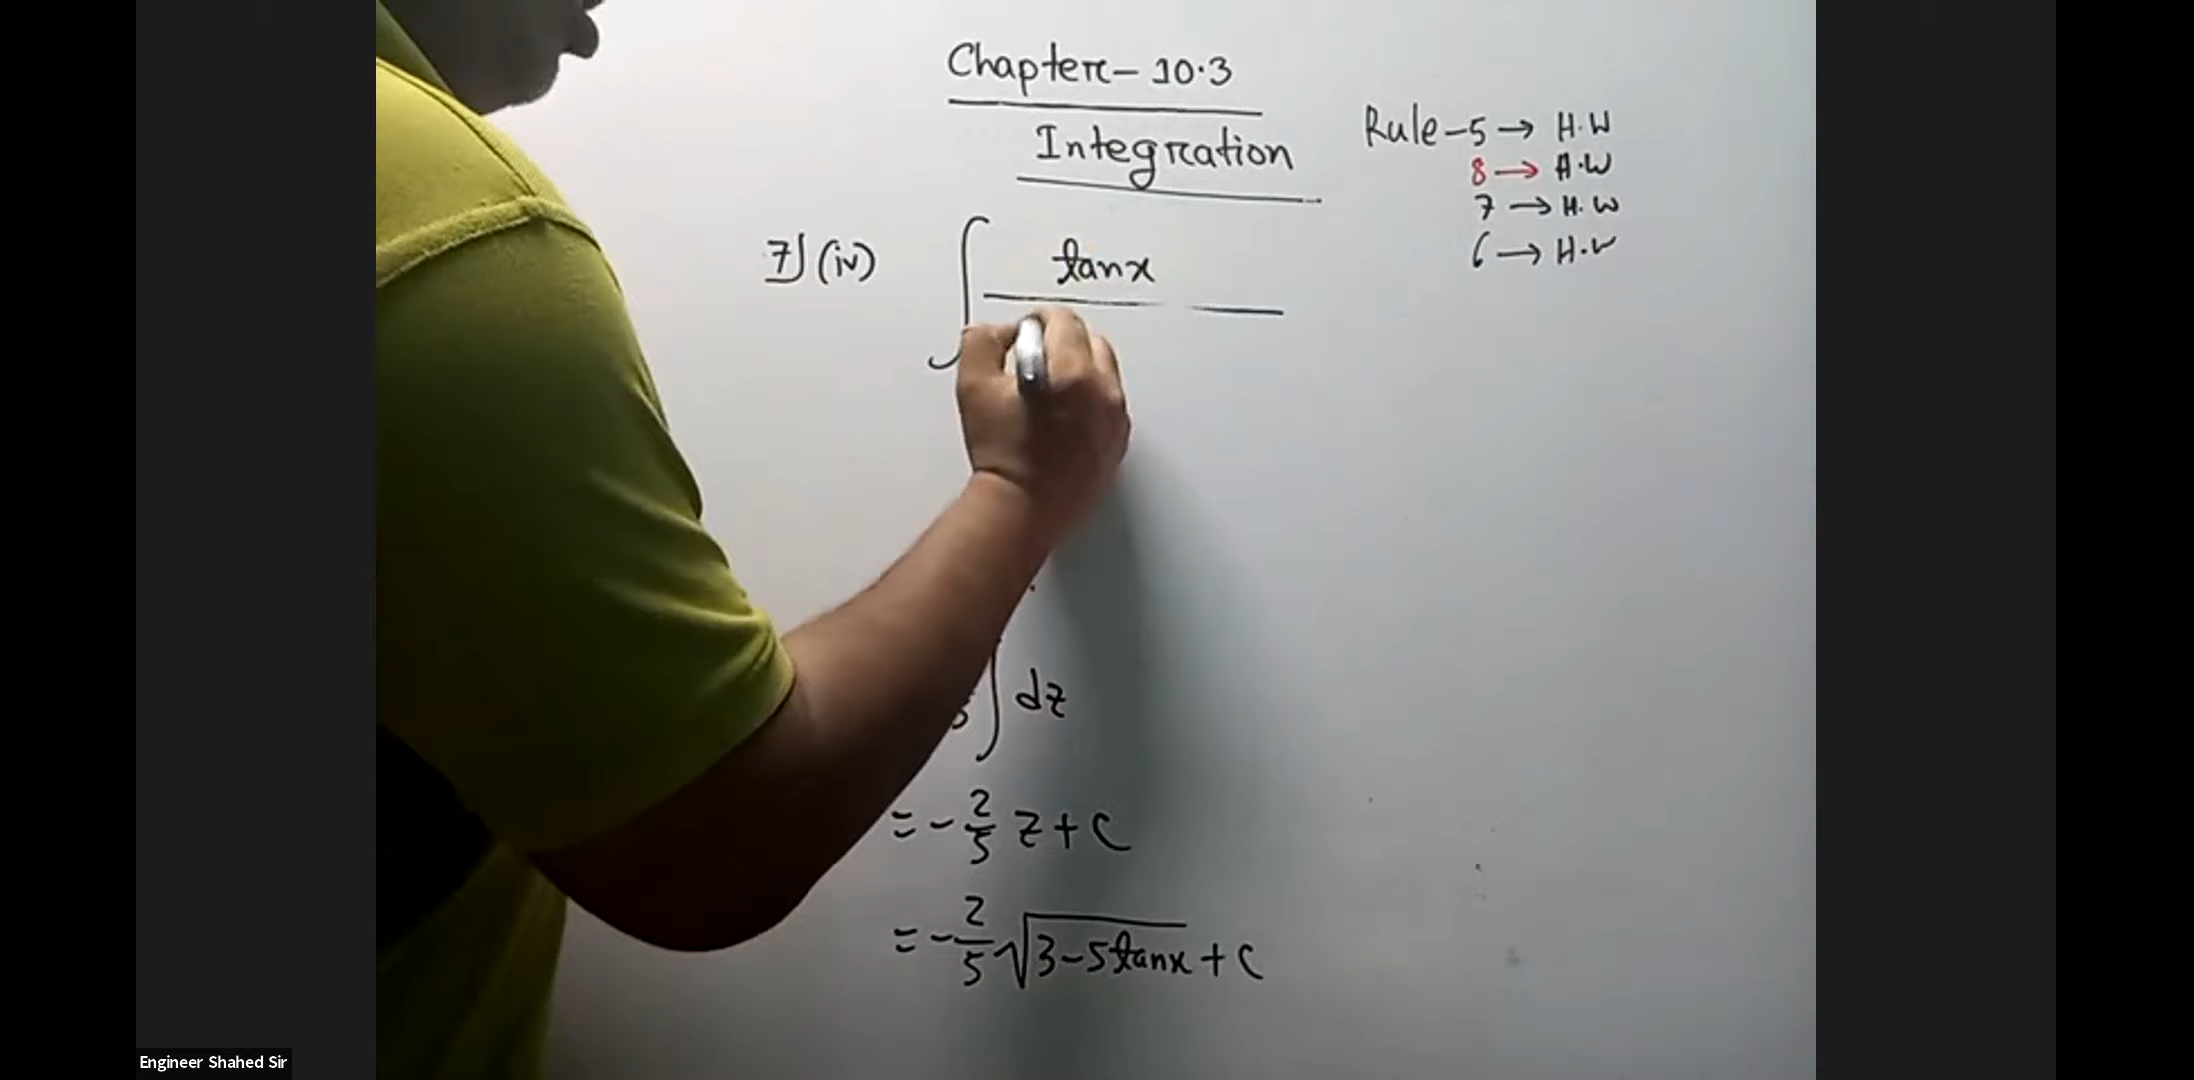 Chapter - 10.3
Integration
Rule - 5 → H.W
8 → A.W
7 → H.W
6 → H.W
7) (iv) ∫ tanx
∫ dz
= - 2/5 z + c
= - 2/5 √3-5tanx + c
Engineer Shahed Sir